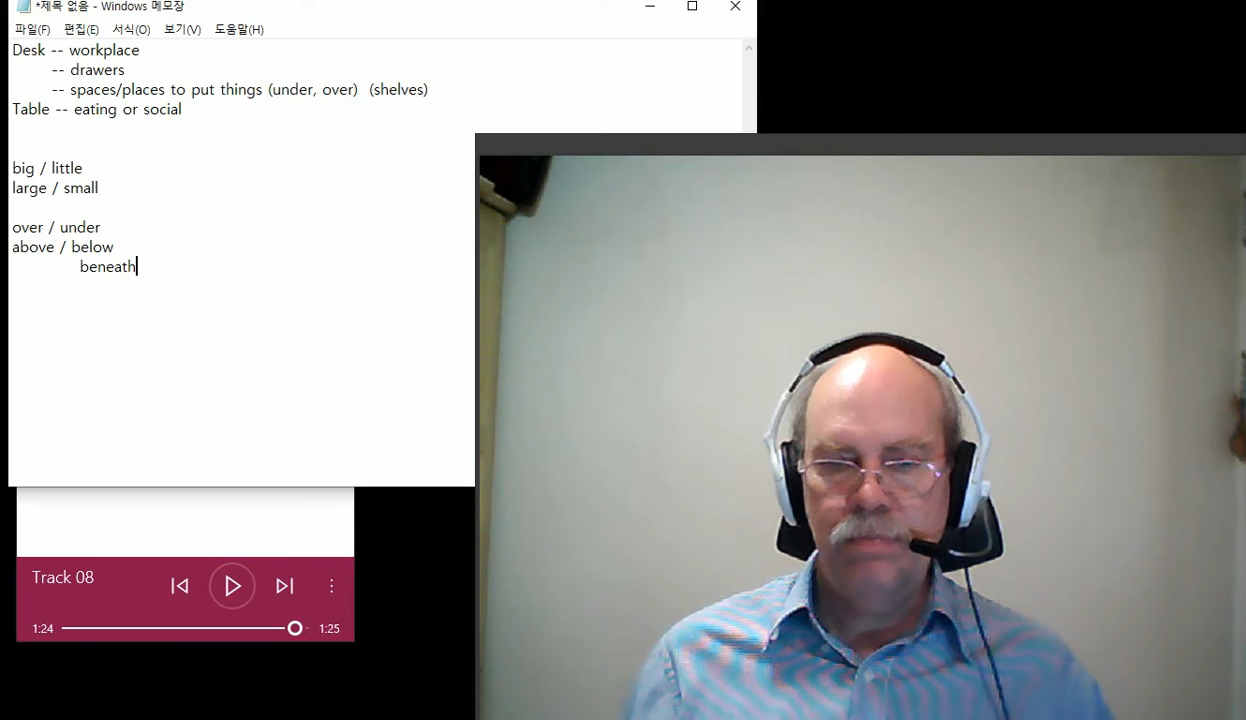 *제목 없음 - Windows 메모장
파일(F) 편집(E) 서식(O) 보기(V) 도움말(H)
Desk -- workplace
-- drawers
-- spaces/places to put things (under, over) (shelves)
Table -- eating or social
big / little
large / small
over / under
above / below
beneath
Track 08
1:24 1:25